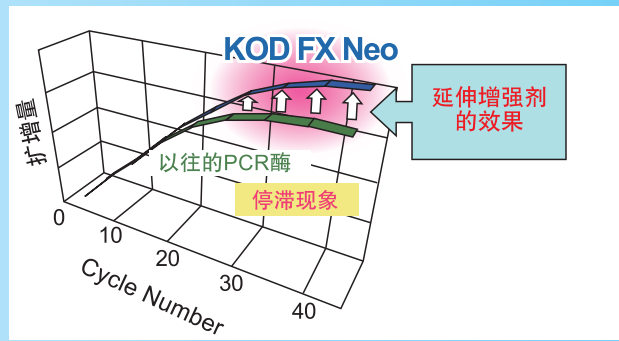 KOD FX Neo
延伸增强剂
的效果
扩增量
以往的PCR酶
停滞现象
0
10
20
30
40
Cycle Number